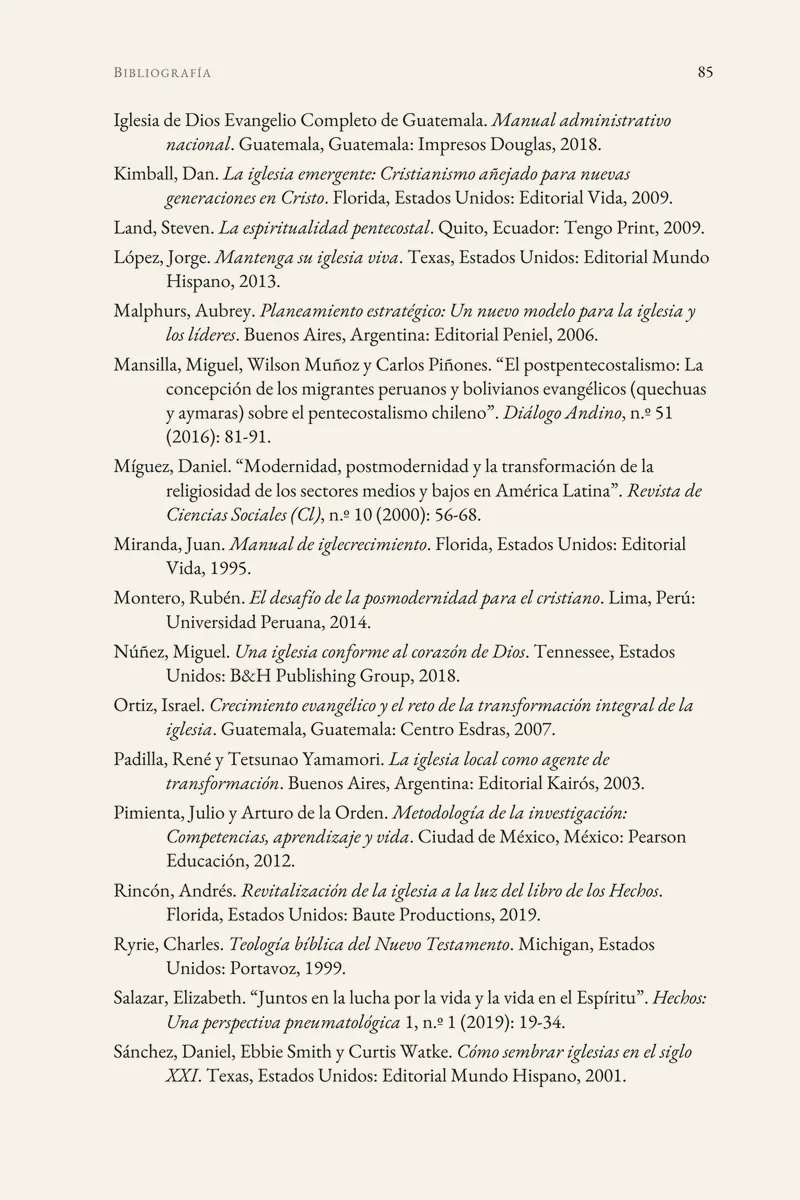 Bibliografía 85
Iglesia de Dios Evangelio Completo de Guatemala. Manual administrativo
nacional. Guatemala, Guatemala: Impresos Douglas, 2018.
Kimball, Dan. La iglesia emergente: Cristianismo añejado para nuevas
generaciones en Cristo. Florida, Estados Unidos: Editorial Vida, 2009.
Land, Steven. La espiritualidad pentecostal. Quito, Ecuador: Tengo Print, 2009.
López, Jorge. Mantenga su iglesia viva. Texas, Estados Unidos: Editorial Mundo
Hispano, 2013.
Malphurs, Aubrey. Planeamiento estratégico: Un nuevo modelo para la iglesia y
los líderes. Buenos Aires, Argentina: Editorial Peniel, 2006.
Mansilla, Miguel, Wilson Muñoz y Carlos Piñones. “El postpentecostalismo: La
concepción de los migrantes peruanos y bolivianos evangélicos (quechuas
y aymaras) sobre el pentecostalismo chileno”. Diálogo Andino, n.º 51
(2016): 81-91.
Míguez, Daniel. “Modernidad, postmodernidad y la transformación de la
religiosidad de los sectores medios y bajos en América Latina”. Revista de
Ciencias Sociales (Cl), n.º 10 (2000): 56-68.
Miranda, Juan. Manual de iglecrecimiento. Florida, Estados Unidos: Editorial
Vida, 1995.
Montero, Rubén. El desafío de la posmodernidad para el cristiano. Lima, Perú:
Universidad Peruana, 2014.
Núñez, Miguel. Una iglesia conforme al corazón de Dios. Tennessee, Estados
Unidos: B&H Publishing Group, 2018.
Ortiz, Israel. Crecimiento evangélico y el reto de la transformación integral de la
iglesia. Guatemala, Guatemala: Centro Esdras, 2007.
Padilla, René y Tetsunao Yamamori. La iglesia local como agente de
transformación. Buenos Aires, Argentina: Editorial Kairós, 2003.
Pimienta, Julio y Arturo de la Orden. Metodología de la investigación:
Competencias, aprendizaje y vida. Ciudad de México, México: Pearson
Educación, 2012.
Rincón, Andrés. Revitalización de la iglesia a la luz del libro de los Hechos.
Florida, Estados Unidos: Baute Productions, 2019.
Ryrie, Charles. Teología bíblica del Nuevo Testamento. Michigan, Estados
Unidos: Portavoz, 1999.
Salazar, Elizabeth. “Juntos en la lucha por la vida y la vida en el Espíritu”. Hechos:
Una perspectiva pneumatológica 1, n.º 1 (2019): 19-34.
Sánchez, Daniel, Ebbie Smith y Curtis Watke. Cómo sembrar iglesias en el siglo
XXI. Texas, Estados Unidos: Editorial Mundo Hispano, 2001.